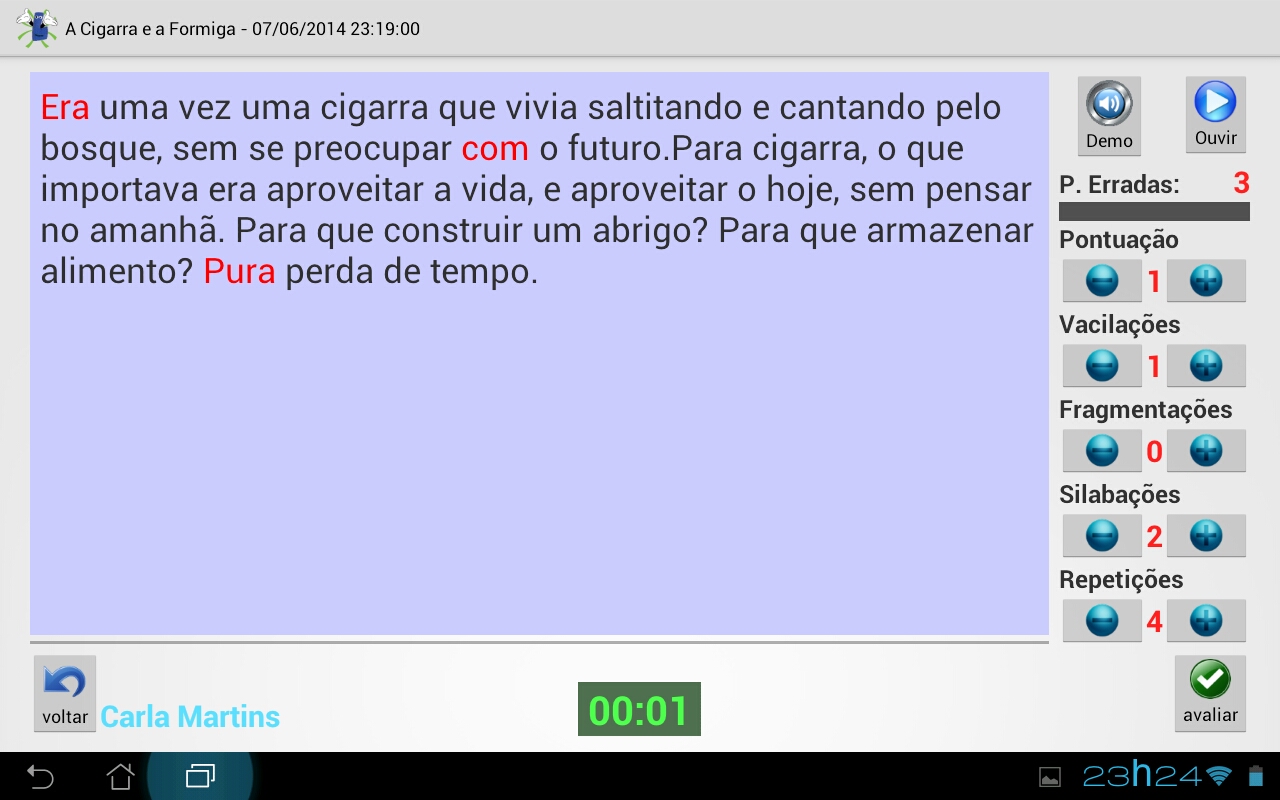 A Cigarra e a Formiga - 07/06/2014 23:19:00
Era uma vez uma cigarra que vivia saltitando e cantando pelo
bosque, sem se preocupar com o futuro.Para cigarra, o que
importava era aproveitar a vida, e aproveitar o hoje, sem pensar
no amanhã. Para que construir um abrigo? Para que armazenar
alimento? Pura perda de tempo.
Demo
Ouvir
P. Erradas: 3
Pontuação
1
Vacilações
1
Fragmentações
0
Silabações
2
Repetições
4
voltar
Carla Martins
00:01
avaliar
23h24